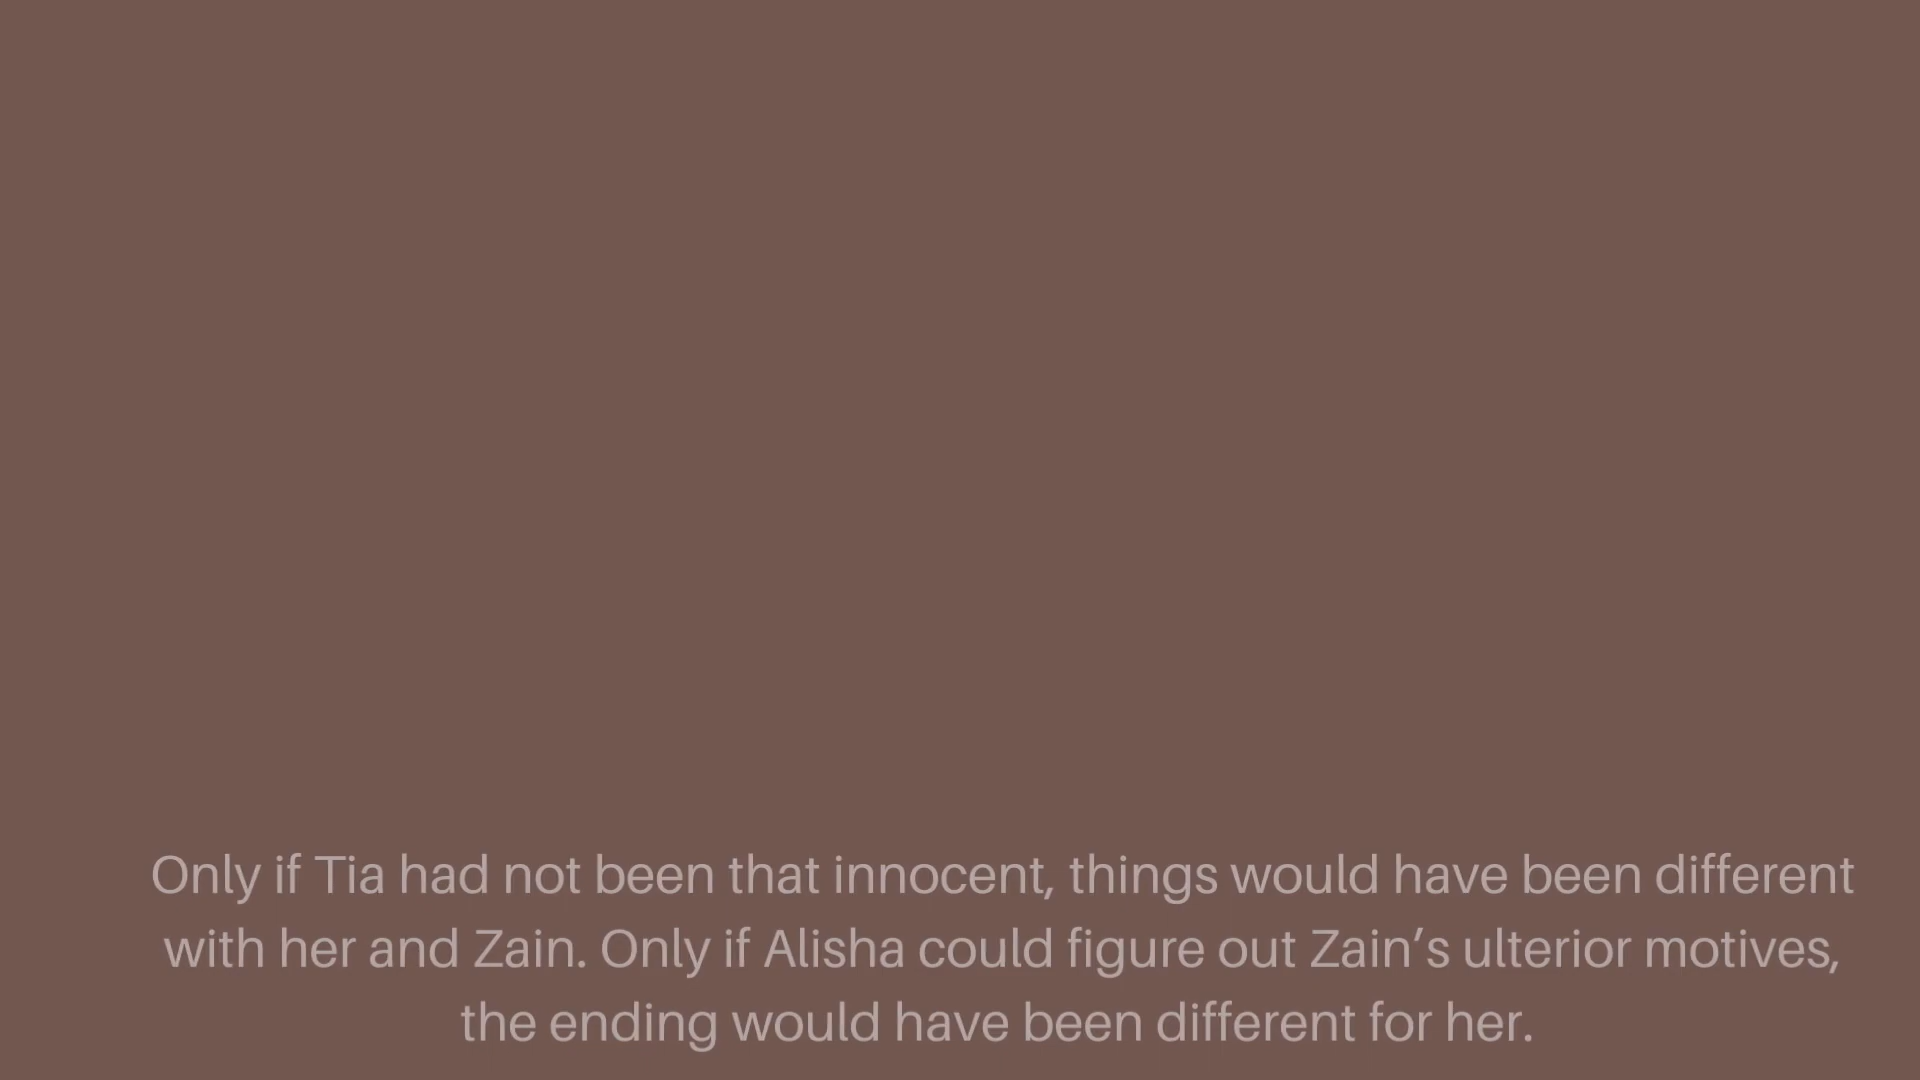 Only if Tia had not been that innocent, things would have been different
with her and Zain. Only if Alisha could figure out Zain’s ulterior motives,
the ending would have been different for her.